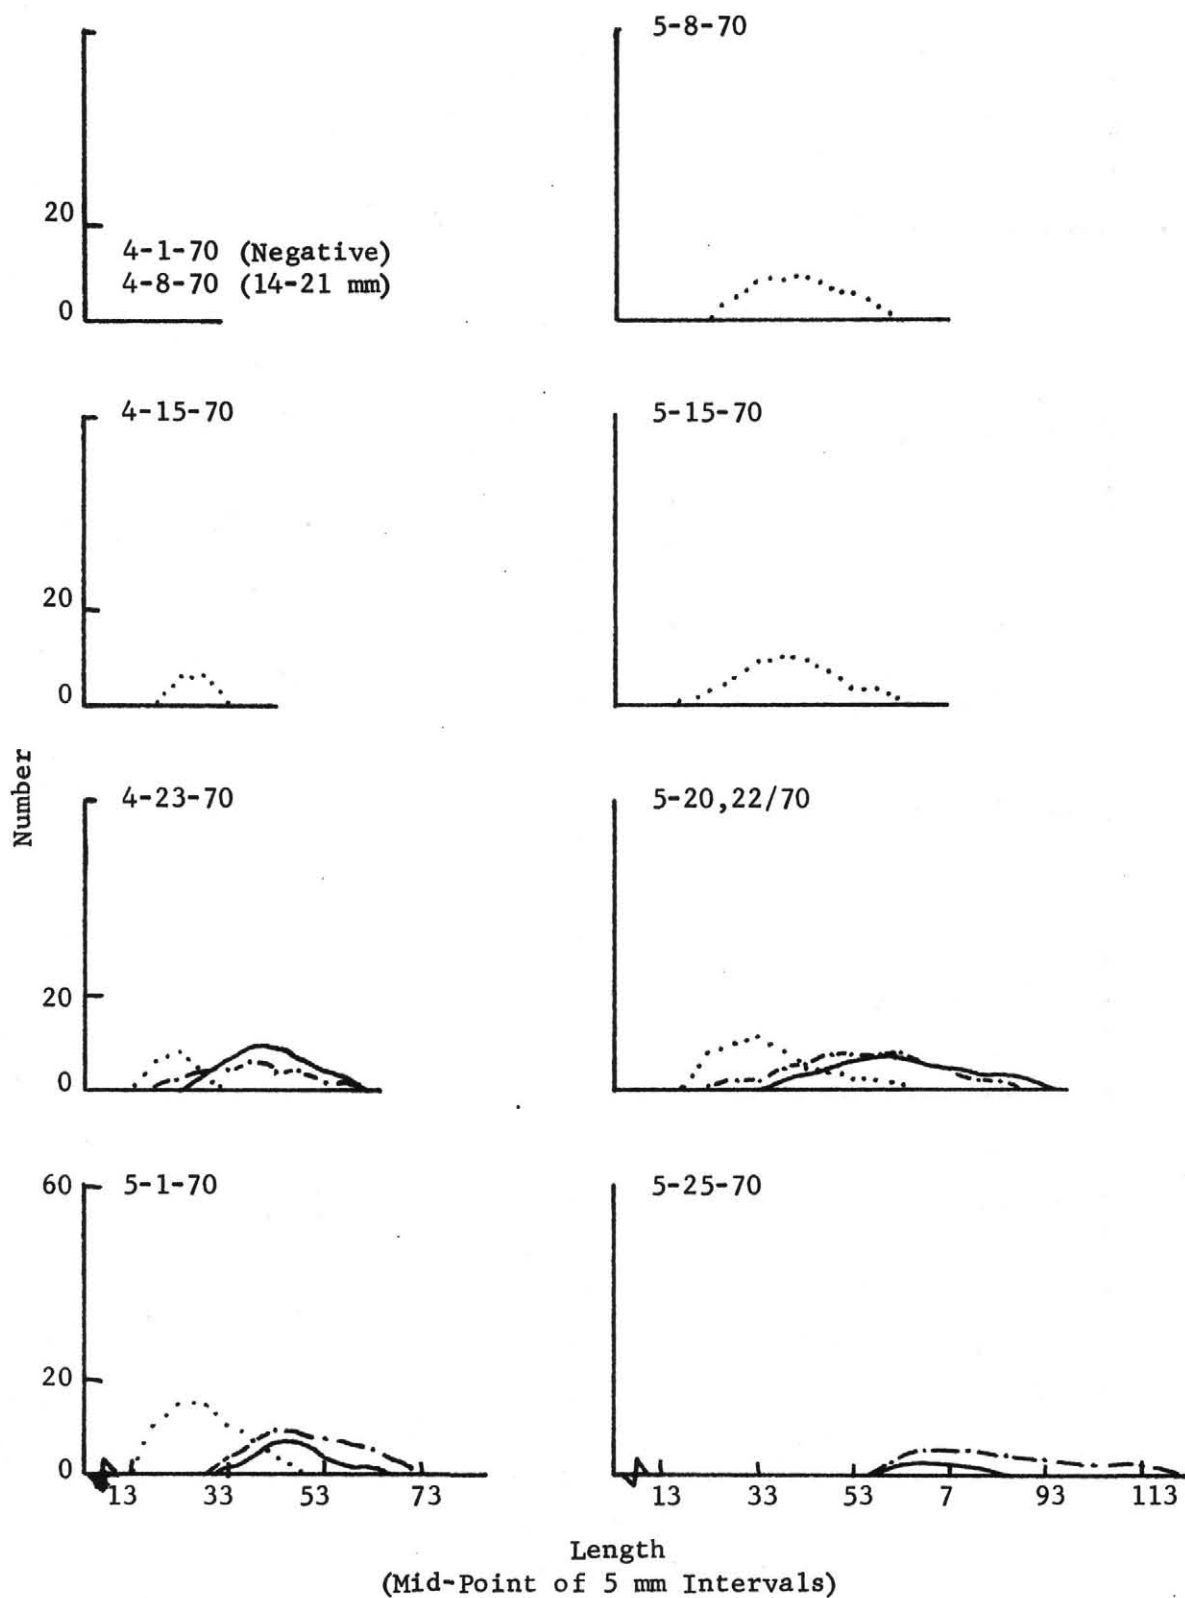 5-8-70
20
4-1-70 (Negative)
4-8-70 (14-21 mm)
0
4-15-70
5-15-70
20
0
Number
4-23-70
5-20,22/70
20
0
60
5-1-70
5-25-70
20
0
13 33 53 73
13 33 53 7 93 113
Length
(Mid-Point of 5 mm Intervals)